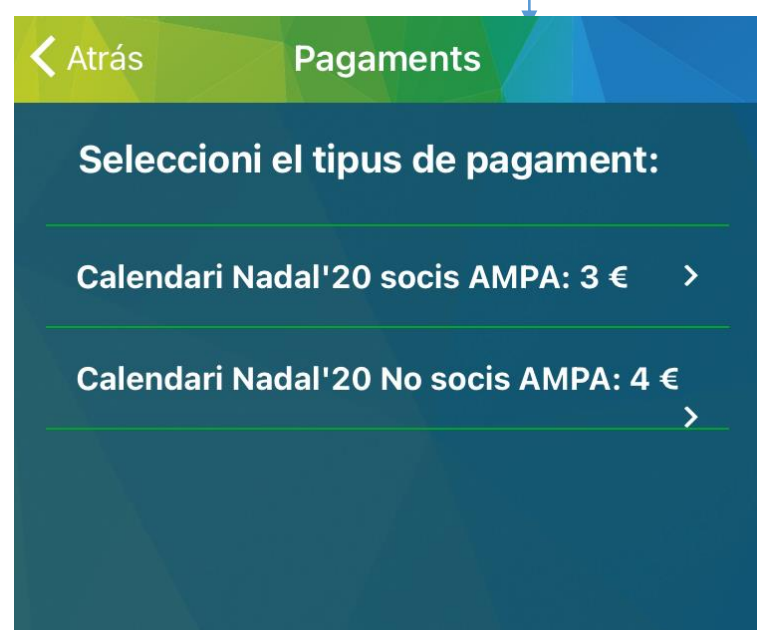 Atrás
Pagaments
Seleccioni el tipus de pagament:
Calendari Nadal'20 socis AMPA: 3 €
Calendari Nadal'20 No socis AMPA: 4 €